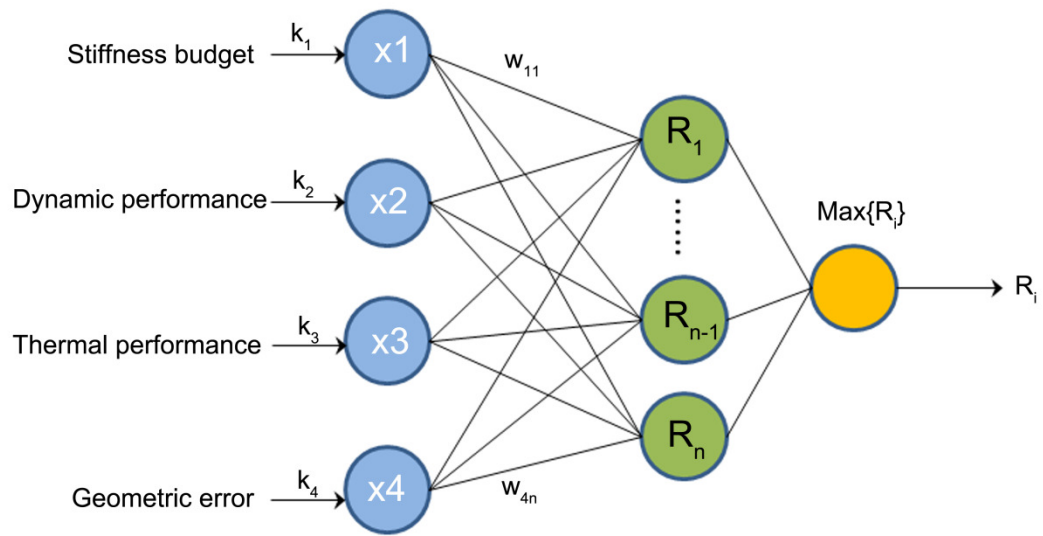 Stiffness budget
k1
x1
w11
Dynamic performance
k2
x2
Thermal performance
k3
x3
Geometric error
k4
x4
w4n
R1
Rn-1
Rn
Max{Ri}
Ri